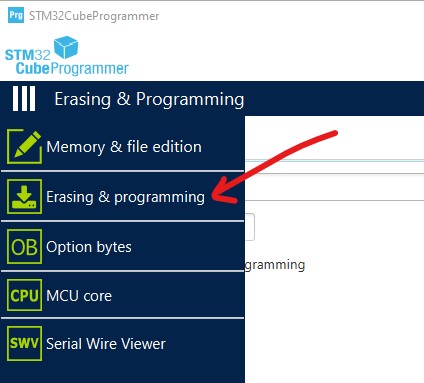 Prg STM32CubeProgrammer
STM32
CubeProgrammer
Erasing & Programming
Memory & file edition
Erasing & programming
OB Option bytes
gramming
CPU MCU core
SWV Serial Wire Viewer